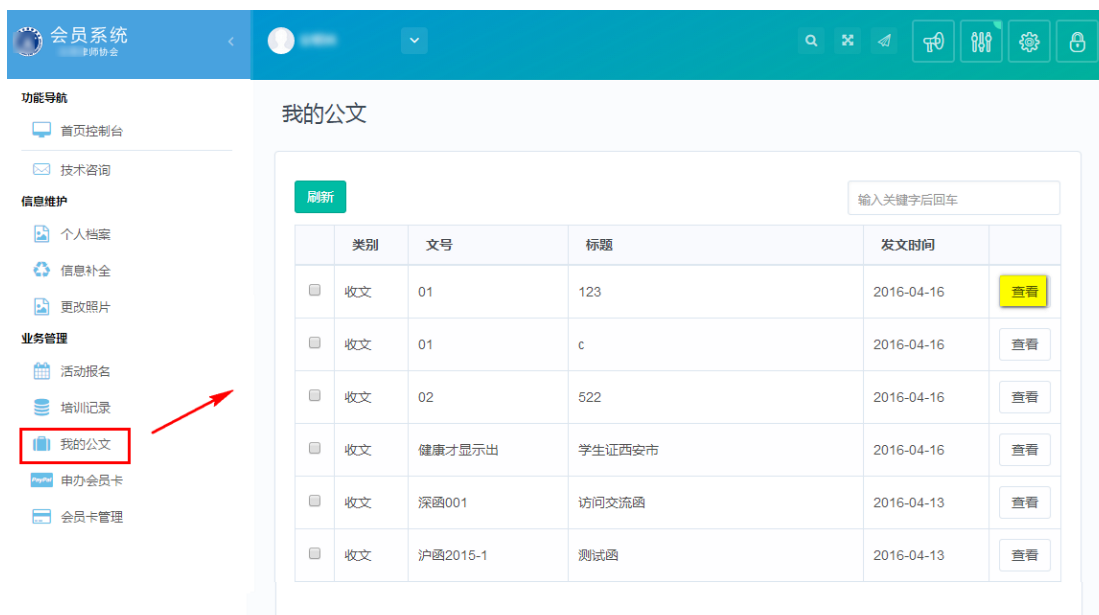 会员系统
师协会
功能导航
首页控制台
技术咨询
信息维护
个人档案
信息补全
更改照片
业务管理
活动报名
培训记录
我的公文
PayPal 申办会员卡
会员卡管理
我的公文
刷新
输入关键字后回车
类别 文号 标题 发文时间
收文 01 123 2016-04-16 查看
收文 01 c 2016-04-16 查看
收文 02 522 2016-04-16 查看
收文 健康才显示出 学生证西安市 2016-04-16 查看
收文 深函001 访问交流函 2016-04-13 查看
收文 沪函2015-1 测试函 2016-04-13 查看